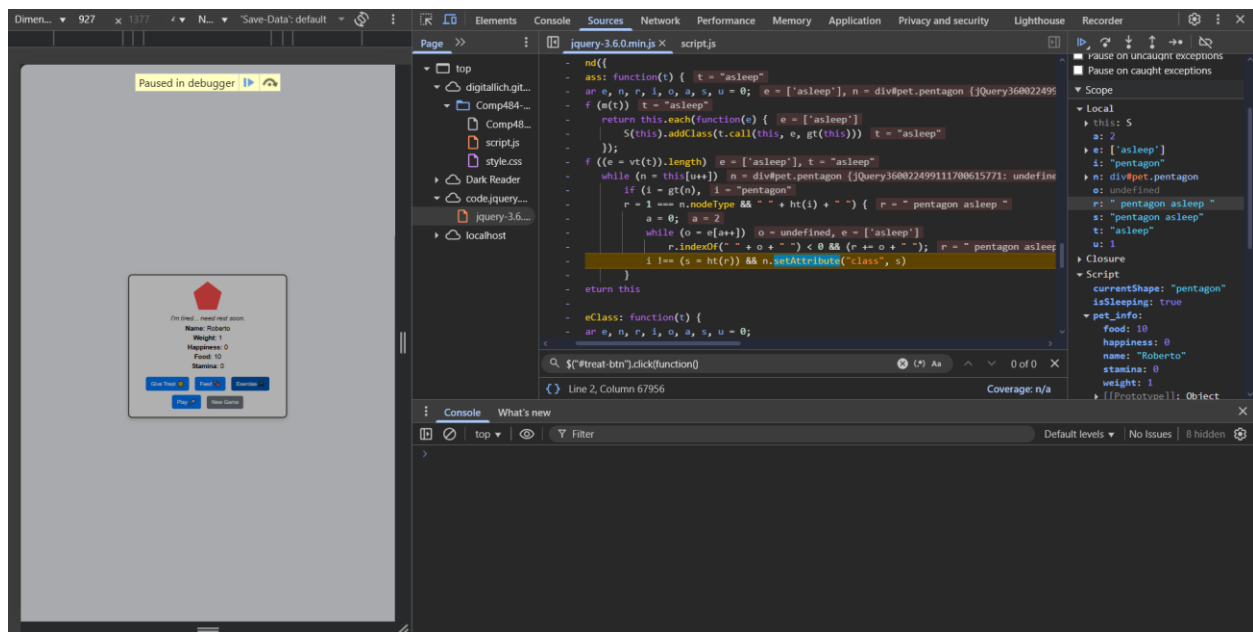 Dimen... ▼ 927 x 1377 N... ▼ 'Save-Data': default ▼
Elements Console Sources Network Performance Memory Application Privacy and security Lighthouse Recorder
Page jquery-3.6.0.min.js × script.js
Paused in debugger
top
digitallich.git...
Comp484-...
Comp48...
script.js
style.css
Dark Reader
code.jquery....
jquery-3.6....
localhost
nd({
ass: function(t) { t = "asleep"
ar e, n, r, i, o, a, s, u = 0; e = ['asleep'], n = div#pet.pentagon {jQuery360022499
f (m(t)) t = "asleep"
return this.each(function(e) { e = ['asleep']
S(this).addClass(t.call(this, e, gt(this))) t = "asleep"
});
f ((e = vt(t)).length) e = ['asleep'], t = "asleep"
while (n = this[u++]) n = div#pet.pentagon {jQuery360022499111700615771: undefine
if (i = gt(n), i = "pentagon"
r = 1 === n.nodeType && " " + ht(i) + " ") { r = " pentagon asleep "
a = 0; a = 2
while (o = e[a++]) o = undefined, e = ['asleep']
r.indexOf(" " + o + " ") < 0 && (r += o + " "); r = " pentagon asleep
i !== (s = ht(r)) && n.setAttribute("class", s)
}
eturn this
eClass: function(t) {
ar e, n, r, i, o, a, s, u = 0;
$("#treat-btn").click(function() (.*) Aa 0 of 0 ×
{} Line 2, Column 67956 Coverage: n/a
Pause on uncaught exceptions
Pause on caught exceptions
▼ Scope
▼ Local
this: S
a: 2
e: ['asleep']
i: "pentagon"
n: div#pet.pentagon
o: undefined
r: " pentagon asleep "
s: "pentagon asleep"
t: "asleep"
u: 1
Closure
▼ Script
currentShape: "pentagon"
isSleeping: true
pet_info:
food: 10
happiness: 0
name: "Roberto"
stamina: 0
weight: 1
[[Prototype]]: Object
I'm tired... need rest soon.
Name: Roberto
Weight: 1
Happiness: 0
Food: 10
Stamina: 0
Give Treat Feed Exercise
Play New Game
Console What's new ×
top ▼ Filter Default levels ▼ No Issues 8 hidden
>